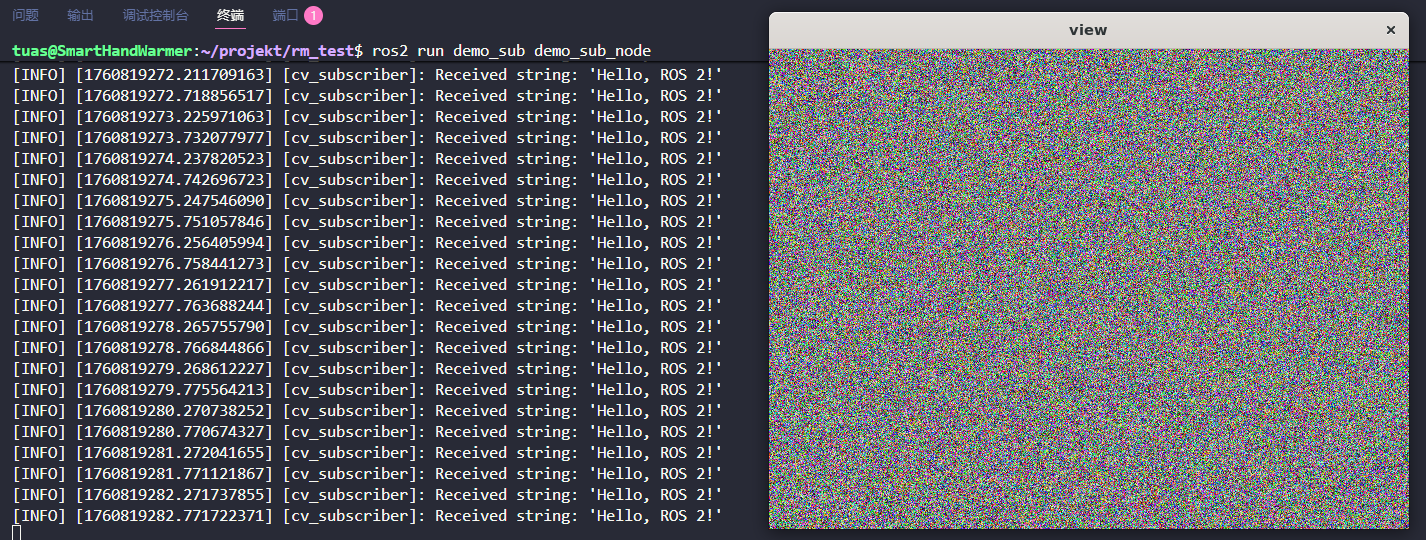 问题 输出 调试控制台 终端 端口 1
tuas@SmartHandWarmer:~/projekt/rm_test$ ros2 run demo_sub demo_sub_node
[INFO] [1760819272.211709163] [cv_subscriber]: Received string: 'Hello, ROS 2!'
[INFO] [1760819272.718856517] [cv_subscriber]: Received string: 'Hello, ROS 2!'
[INFO] [1760819273.225971063] [cv_subscriber]: Received string: 'Hello, ROS 2!'
[INFO] [1760819273.732077977] [cv_subscriber]: Received string: 'Hello, ROS 2!'
[INFO] [1760819274.237820523] [cv_subscriber]: Received string: 'Hello, ROS 2!'
[INFO] [1760819274.742696723] [cv_subscriber]: Received string: 'Hello, ROS 2!'
[INFO] [1760819275.247546090] [cv_subscriber]: Received string: 'Hello, ROS 2!'
[INFO] [1760819275.751057846] [cv_subscriber]: Received string: 'Hello, ROS 2!'
[INFO] [1760819276.256405994] [cv_subscriber]: Received string: 'Hello, ROS 2!'
[INFO] [1760819276.758441273] [cv_subscriber]: Received string: 'Hello, ROS 2!'
[INFO] [1760819277.261912217] [cv_subscriber]: Received string: 'Hello, ROS 2!'
[INFO] [1760819277.763688244] [cv_subscriber]: Received string: 'Hello, ROS 2!'
[INFO] [1760819278.265755790] [cv_subscriber]: Received string: 'Hello, ROS 2!'
[INFO] [1760819278.766844866] [cv_subscriber]: Received string: 'Hello, ROS 2!'
[INFO] [1760819279.268612227] [cv_subscriber]: Received string: 'Hello, ROS 2!'
[INFO] [1760819279.775564213] [cv_subscriber]: Received string: 'Hello, ROS 2!'
[INFO] [1760819280.270738252] [cv_subscriber]: Received string: 'Hello, ROS 2!'
[INFO] [1760819280.770674327] [cv_subscriber]: Received string: 'Hello, ROS 2!'
[INFO] [1760819281.272041655] [cv_subscriber]: Received string: 'Hello, ROS 2!'
[INFO] [1760819281.771121867] [cv_subscriber]: Received string: 'Hello, ROS 2!'
[INFO] [1760819282.271737855] [cv_subscriber]: Received string: 'Hello, ROS 2!'
[INFO] [1760819282.771722371] [cv_subscriber]: Received string: 'Hello, ROS 2!'
view